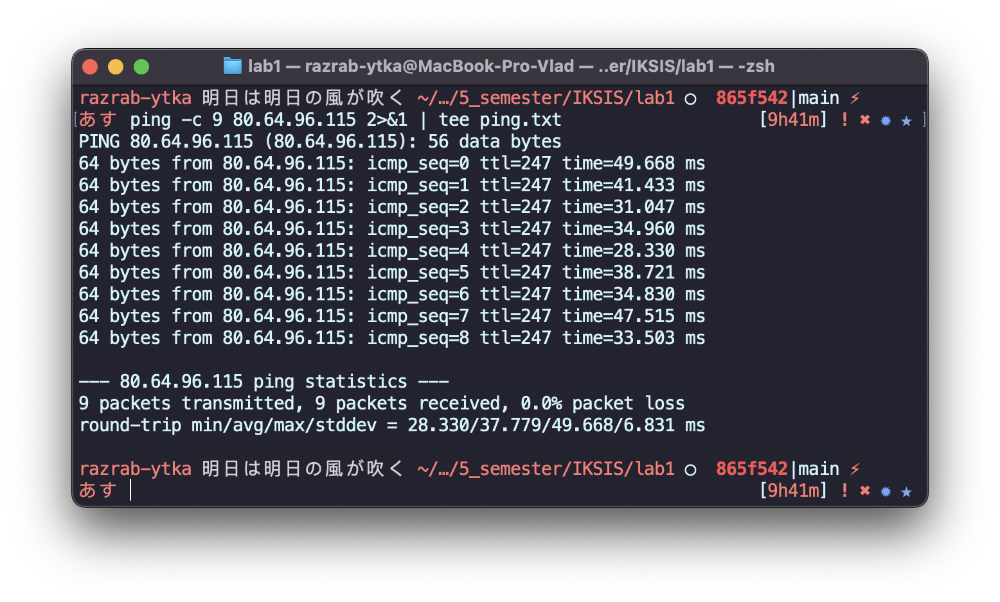 lab1 — razrab-ytka@MacBook-Pro-Vlad — ..er/IKSIS/lab1 — -zsh
razrab-ytka 明日は明日の風が吹く ~/…/5_semester/IKSIS/lab1 ○ 865f542|main ⚡
[あす ping -c 9 80.64.96.115 2>&1 | tee ping.txt [9h41m] ! ✖ ✹ ★ ]
PING 80.64.96.115 (80.64.96.115): 56 data bytes
64 bytes from 80.64.96.115: icmp_seq=0 ttl=247 time=49.668 ms
64 bytes from 80.64.96.115: icmp_seq=1 ttl=247 time=41.433 ms
64 bytes from 80.64.96.115: icmp_seq=2 ttl=247 time=31.047 ms
64 bytes from 80.64.96.115: icmp_seq=3 ttl=247 time=34.960 ms
64 bytes from 80.64.96.115: icmp_seq=4 ttl=247 time=28.330 ms
64 bytes from 80.64.96.115: icmp_seq=5 ttl=247 time=38.721 ms
64 bytes from 80.64.96.115: icmp_seq=6 ttl=247 time=34.830 ms
64 bytes from 80.64.96.115: icmp_seq=7 ttl=247 time=47.515 ms
64 bytes from 80.64.96.115: icmp_seq=8 ttl=247 time=33.503 ms
--- 80.64.96.115 ping statistics ---
9 packets transmitted, 9 packets received, 0.0% packet loss
round-trip min/avg/max/stddev = 28.330/37.779/49.668/6.831 ms
razrab-ytka 明日は明日の風が吹く ~/…/5_semester/IKSIS/lab1 ○ 865f542|main ⚡
あす [9h41m] ! ✖ ✹ ★